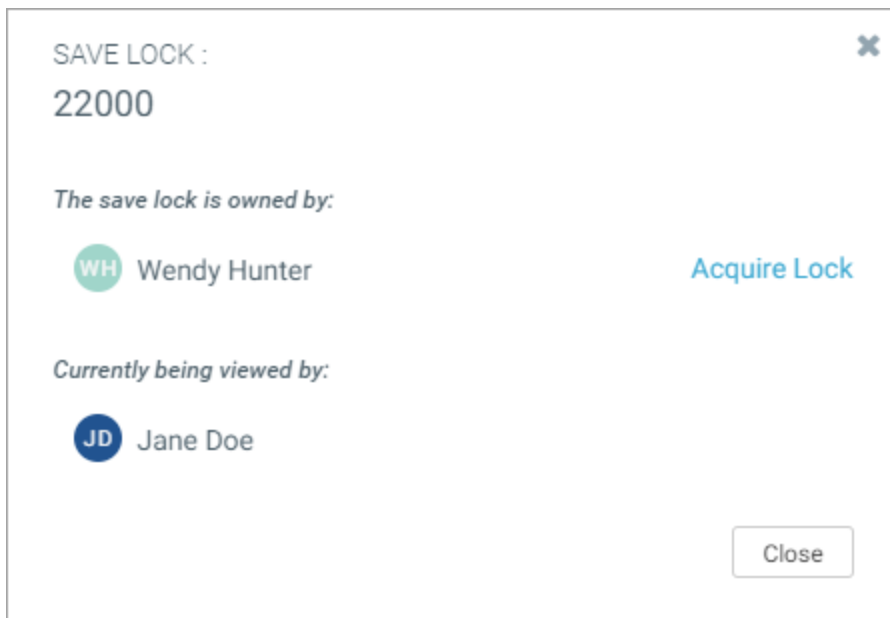 SAVE LOCK :
22000
The save lock is owned by:
WH Wendy Hunter Acquire Lock
Currently being viewed by:
JD Jane Doe
Close